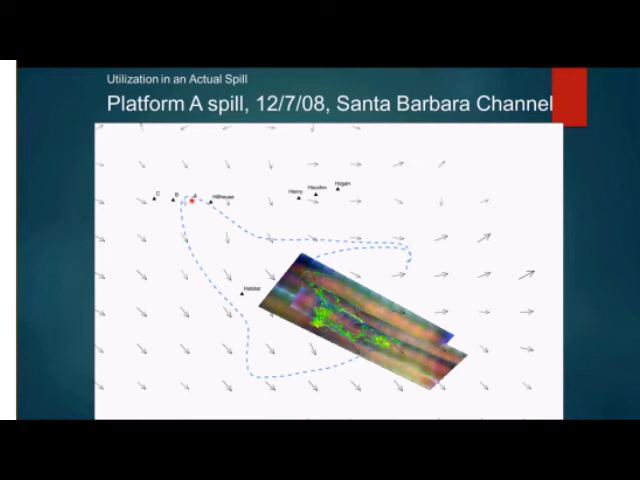 Utilization in an Actual Spill
Platform A spill, 12/7/08, Santa Barbara Channel
C B A Hillhouse
Henry Houchin Hogan
Habitat